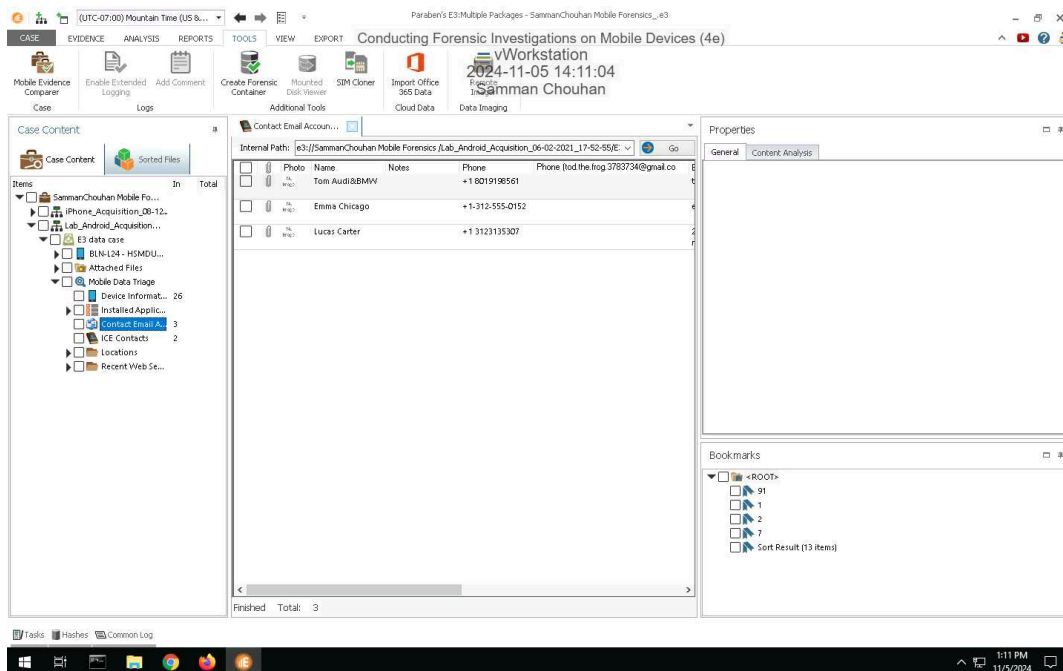 (UTC-07:00) Mountain Time (US &...
Paraben's E3:Multiple Packages - SammanChouhan Mobile Forensics_.e3
CASE EVIDENCE ANALYSIS REPORTS TOOLS VIEW EXPORT
Conducting Forensic Investigations on Mobile Devices (4e)
vWorkstation
2024-11-05 14:11:04
Samman Chouhan
Mobile Evidence Comparer
Enable Extended Logging
Add Comment
Create Forensic Container
Mounted Disk Viewer
SIM Cloner
Import Office 365 Data
Remote
Case Logs Additional Tools Cloud Data Data Imaging
Case Content
Case Content Sorted Files
Items In Total
SammanChouhan Mobile Fo...
iPhone_Acquisition_08-12...
Lab_Android_Acquisition...
E3 data case
BLN-L24 - HSMDU...
Attached Files
Mobile Data Triage
Device Informat... 26
Installed Applic...
Contact Email A... 3
ICE Contacts 2
Locations
Recent Web Se...
Contact Email Accoun...
Internal Path: e3://SammanChouhan Mobile Forensics /Lab_Android_Acquisition_06-02-2021_17-52-55/E: Go
Photo Name Notes Phone Phone (tod.the.frog.3783734@gmail.co E
Tom Audi&BMW +1 8019198561
Emma Chicago +1-312-555-0152
Lucas Carter +1 3123135307
Finished Total: 3
Properties
General Content Analysis
Bookmarks
<ROOT>
91
1
2
7
Sort Result (13 items)
Tasks Hashes Common Log
1:11 PM
11/5/2024